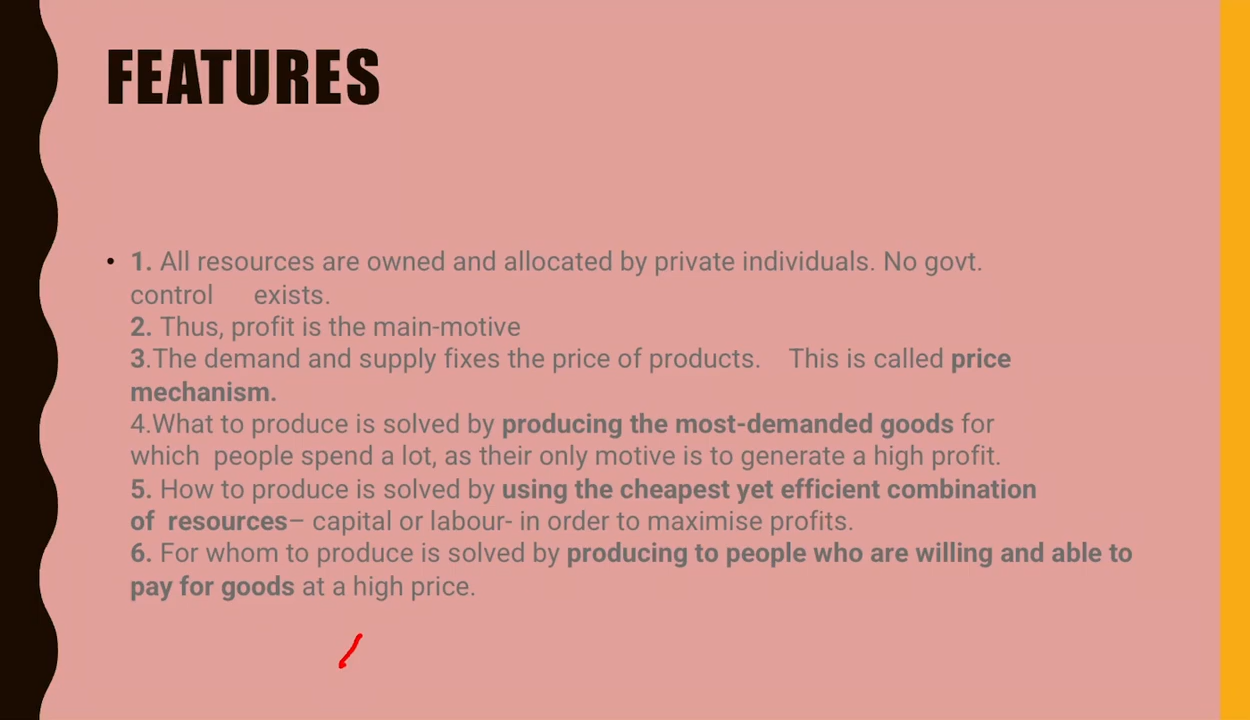 FEATURES
• 1. All resources are owned and allocated by private individuals. No govt.
control exists.
2. Thus, profit is the main-motive
3.The demand and supply fixes the price of products. This is called price
mechanism.
4.What to produce is solved by producing the most-demanded goods for
which people spend a lot, as their only motive is to generate a high profit.
5. How to produce is solved by using the cheapest yet efficient combination
of resources– capital or labour- in order to maximise profits.
6. For whom to produce is solved by producing to people who are willing and able to
pay for goods at a high price.